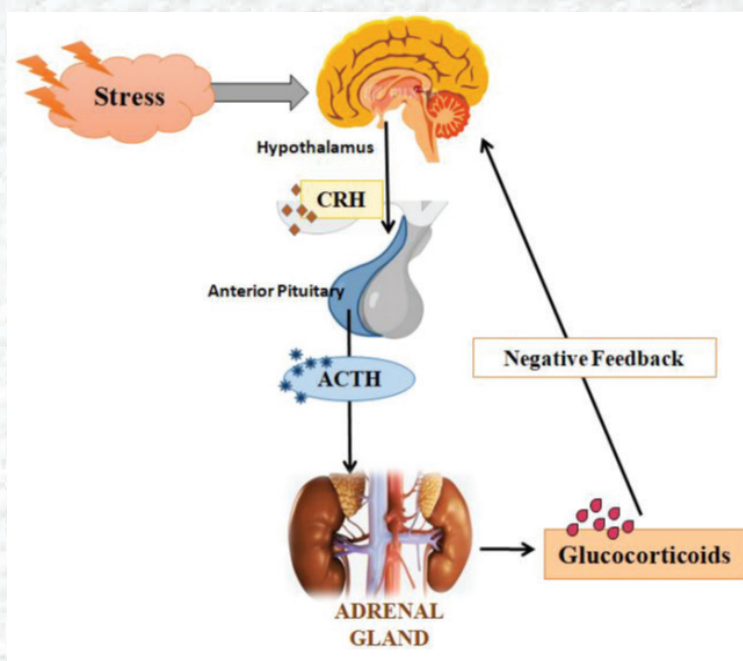 Stress
Hypothalamus
CRH
Anterior Pituitary
Negative Feedback
ACTH
Glucocorticoids
ADRENAL
GLAND